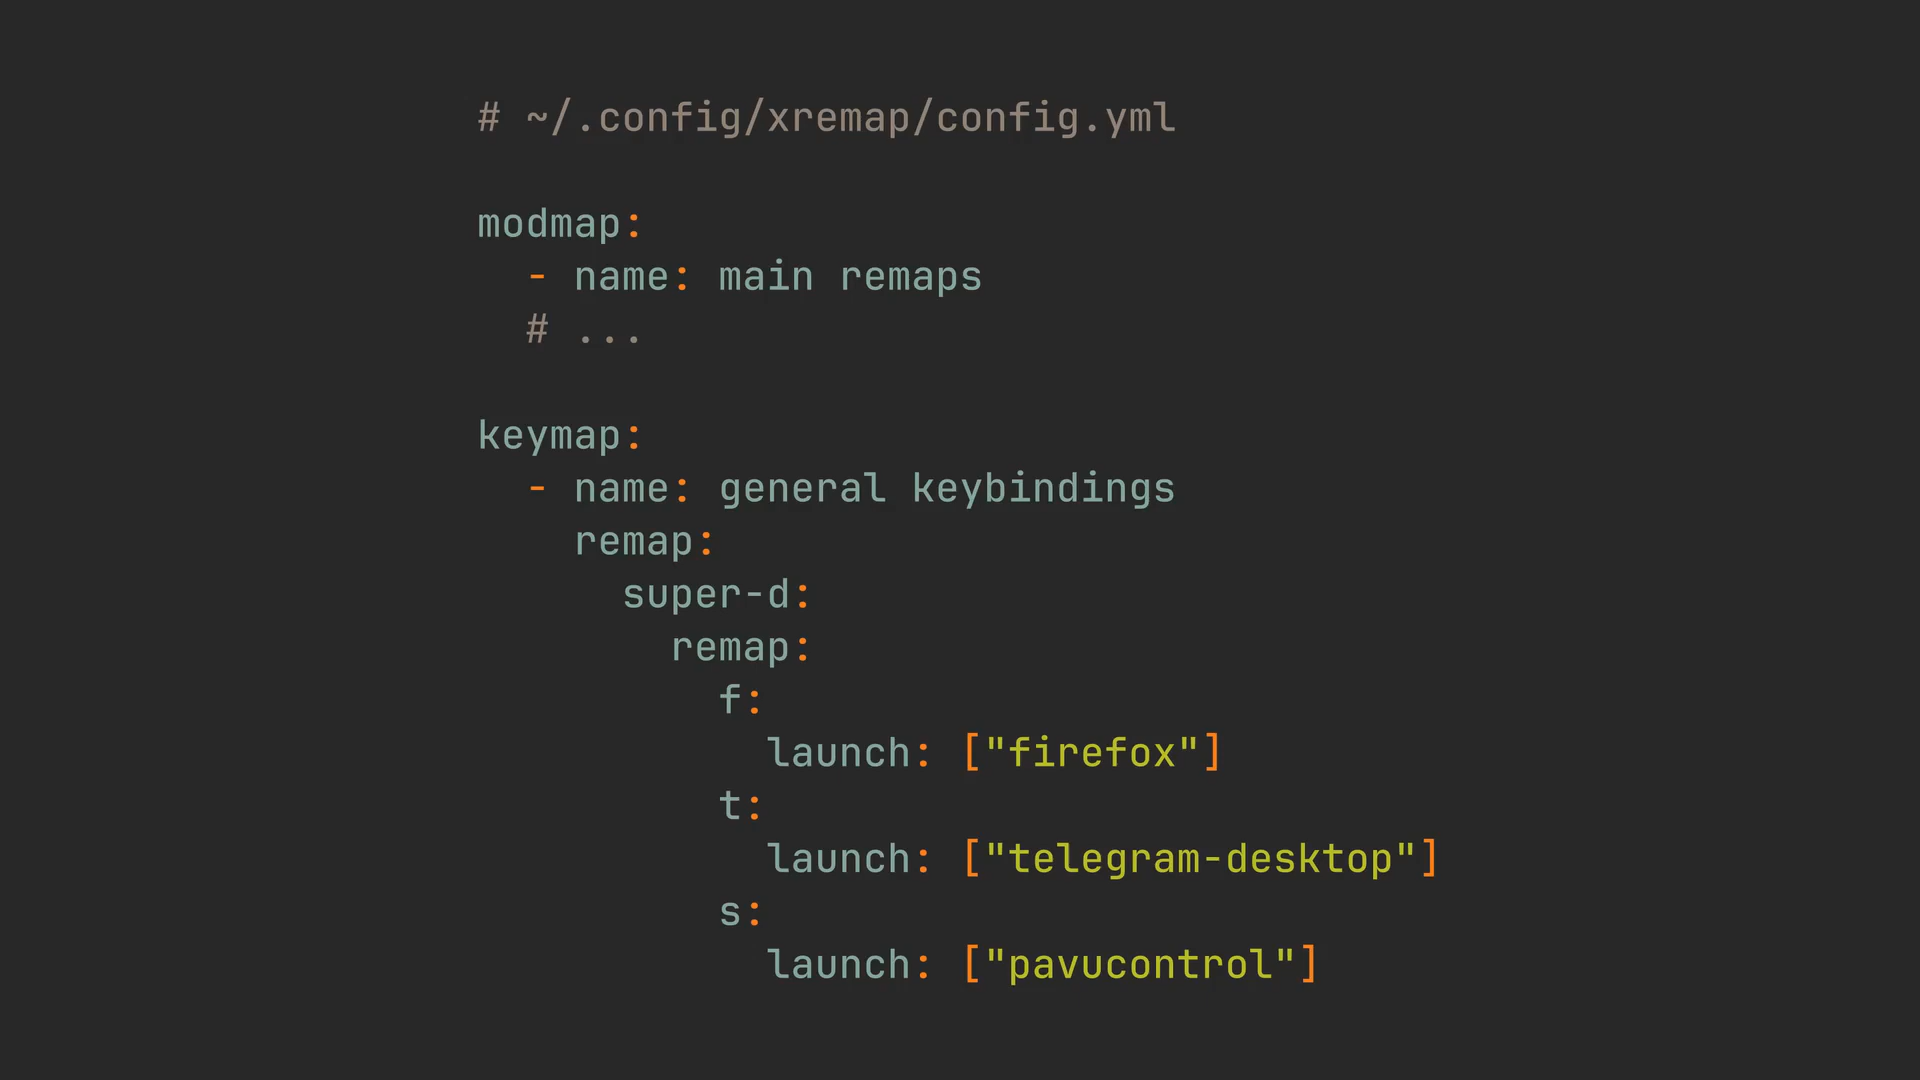 # ~/.config/xremap/config.yml

modmap:
  - name: main remaps
  # ...

keymap:
  - name: general keybindings
    remap:
      super-d:
        remap:
          f:
            launch: ["firefox"]
          t:
            launch: ["telegram-desktop"]
          s:
            launch: ["pavucontrol"]